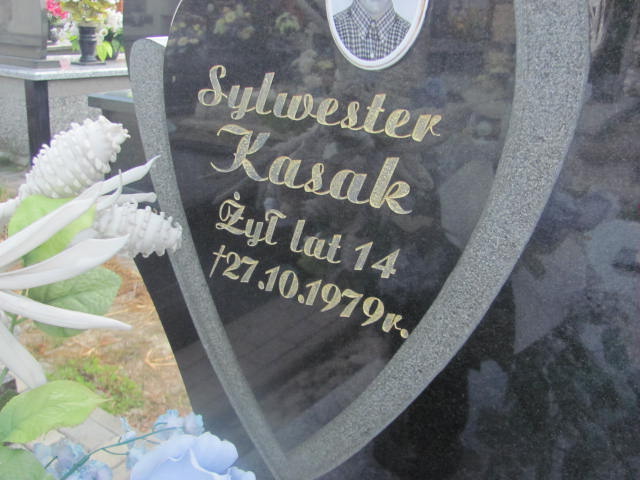 Sylwester
Kasak
Żył lat 14
†27.10.1979r.